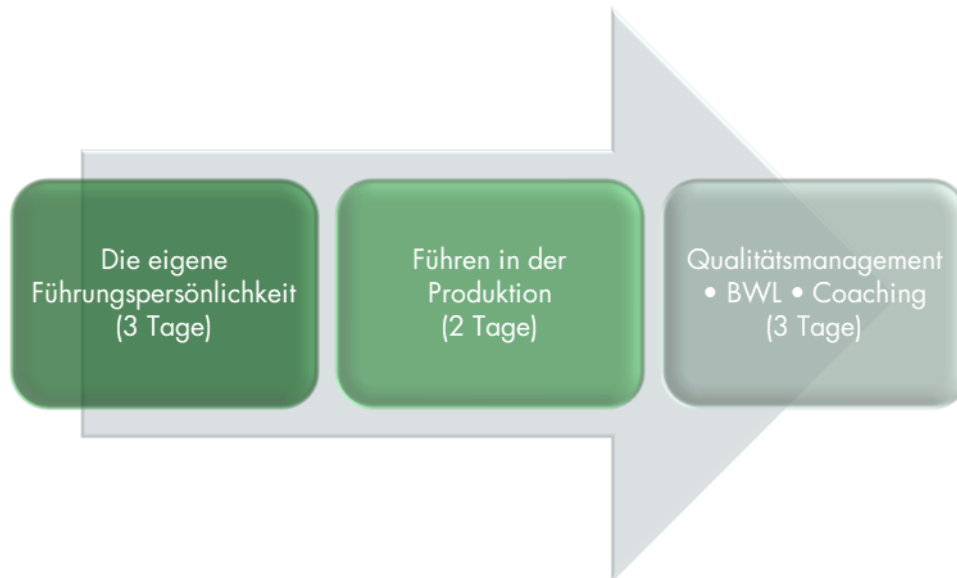 Die eigene
Führungspersönlichkeit
(3 Tage)
Führen in der
Produktion
(2 Tage)
Qualitätsmanagement
• BWL • Coaching
(3 Tage)